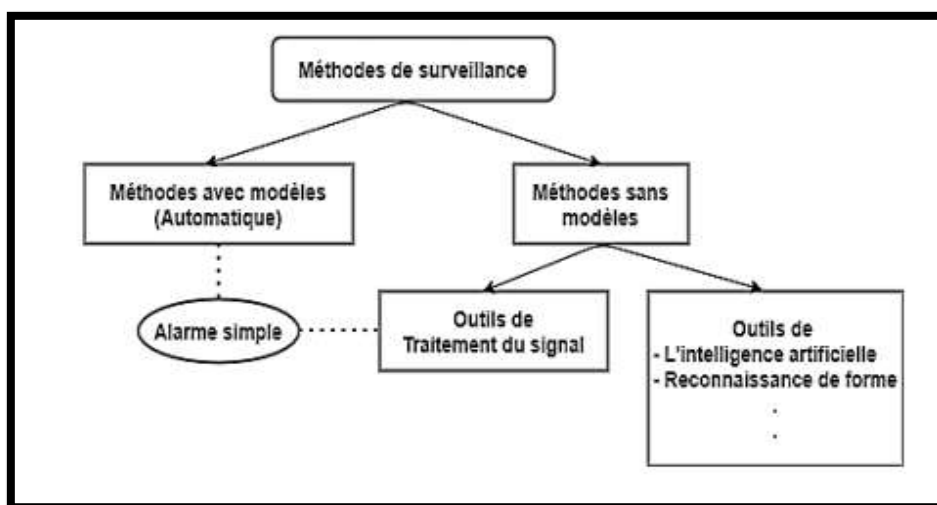 Méthodes de surveillance
Méthodes avec modèles
(Automatique)
Méthodes sans
modèles
Alarme simple
Outils de
Traitement du signal
Outils de
- L'intelligence artificielle
- Reconnaissance de forme
.
.